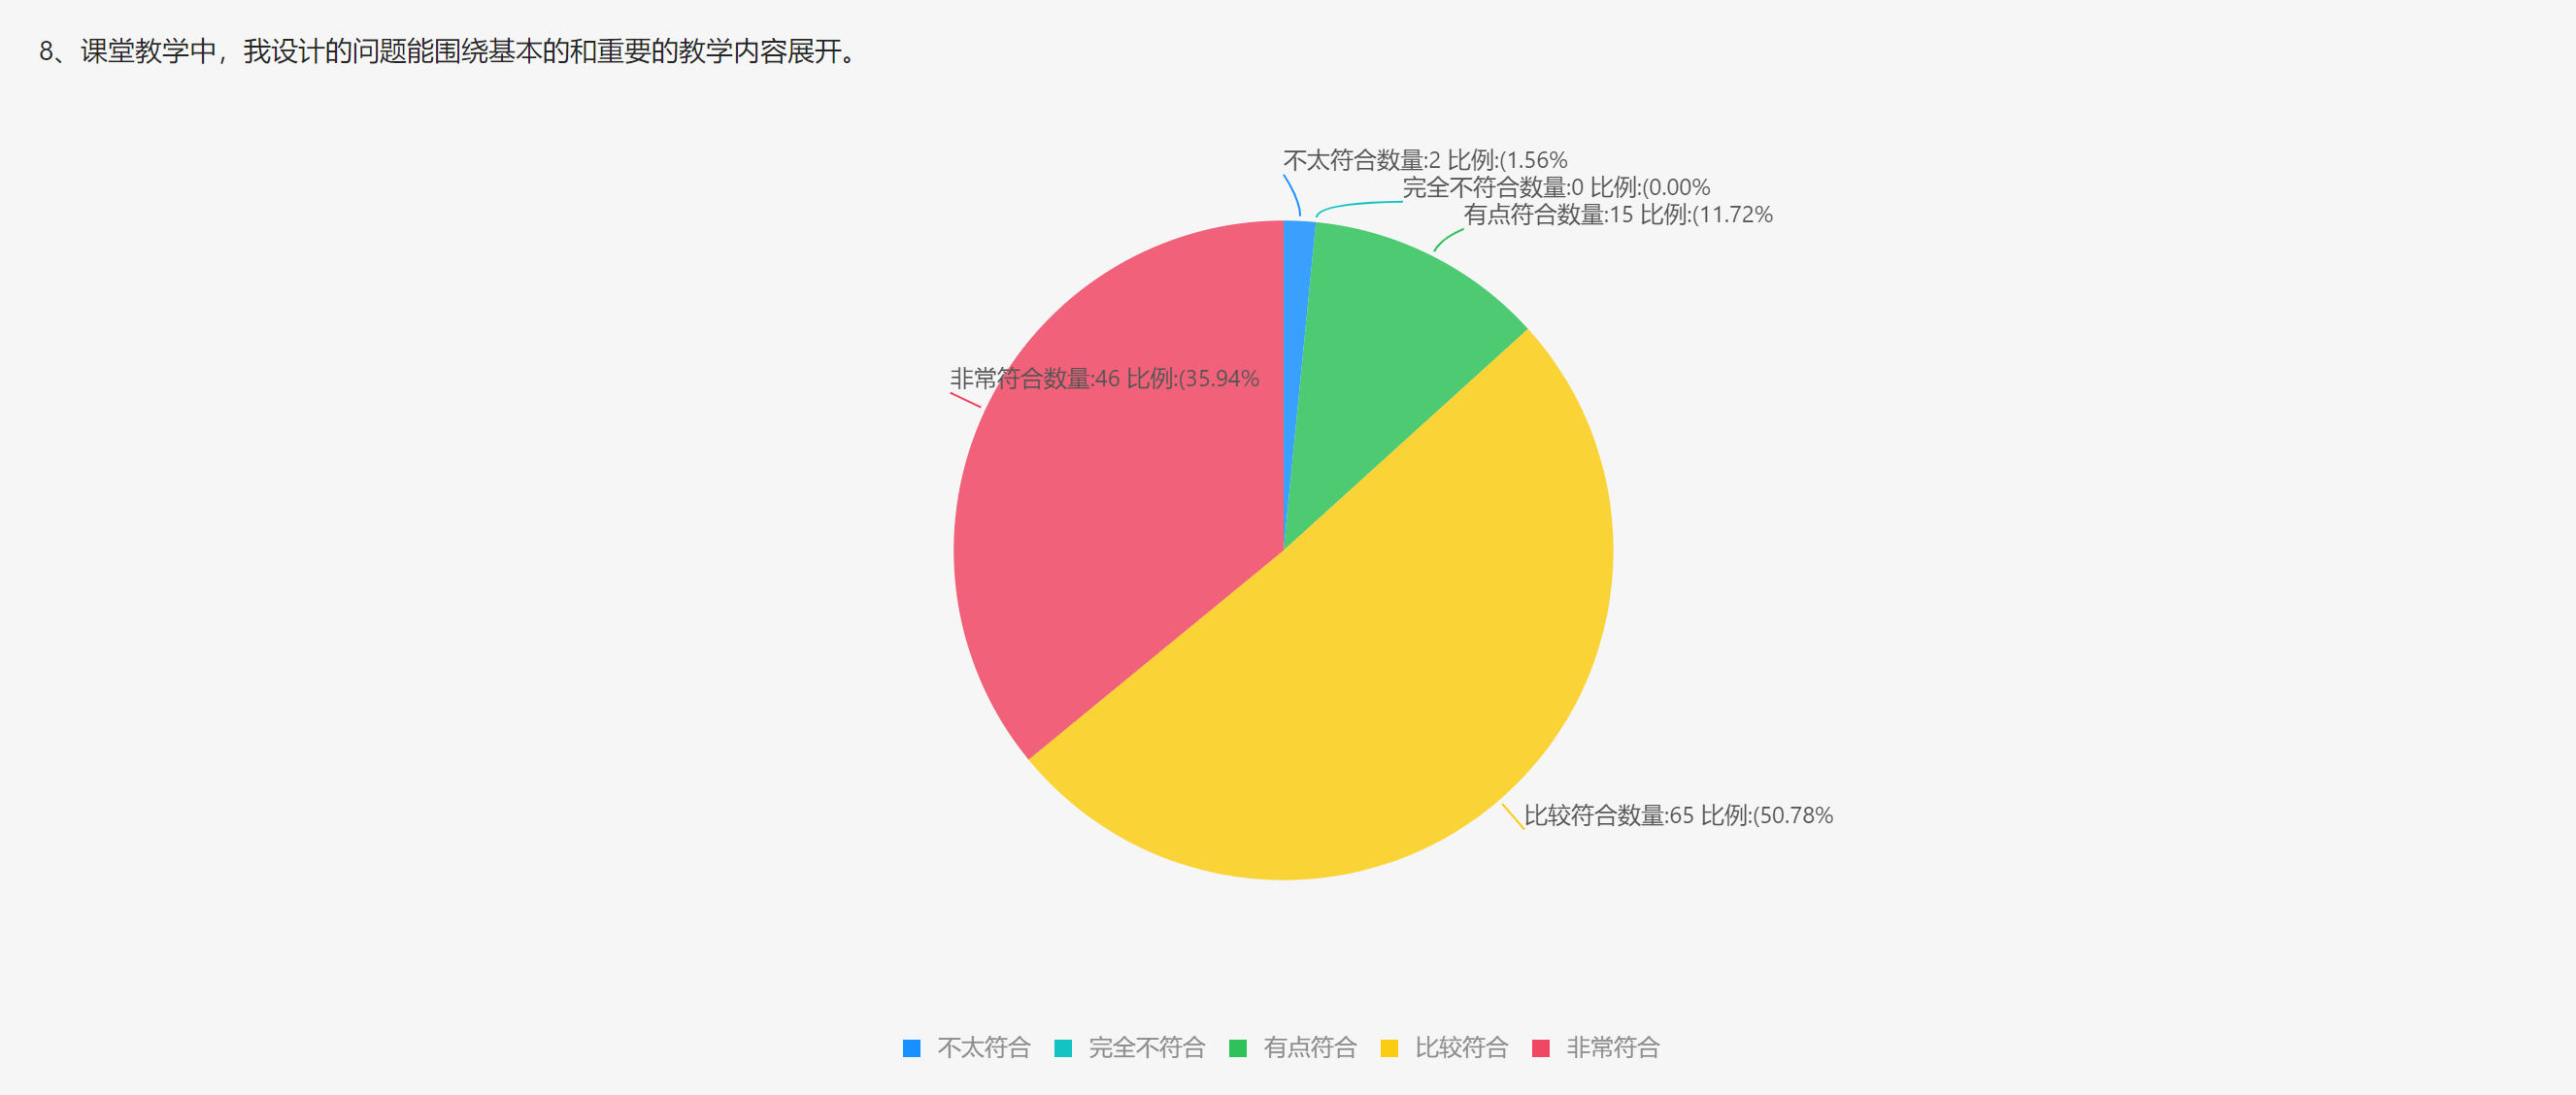 8、课堂教学中，我设计的问题能围绕基本的和重要的教学内容展开。
不太符合数量:2 比例:(1.56%
完全不符合数量:0 比例:(0.00%
有点符合数量:15 比例:(11.72%
非常符合数量:46 比例:(35.94%
比较符合数量:65 比例:(50.78%
不太符合 完全不符合 有点符合 比较符合 非常符合